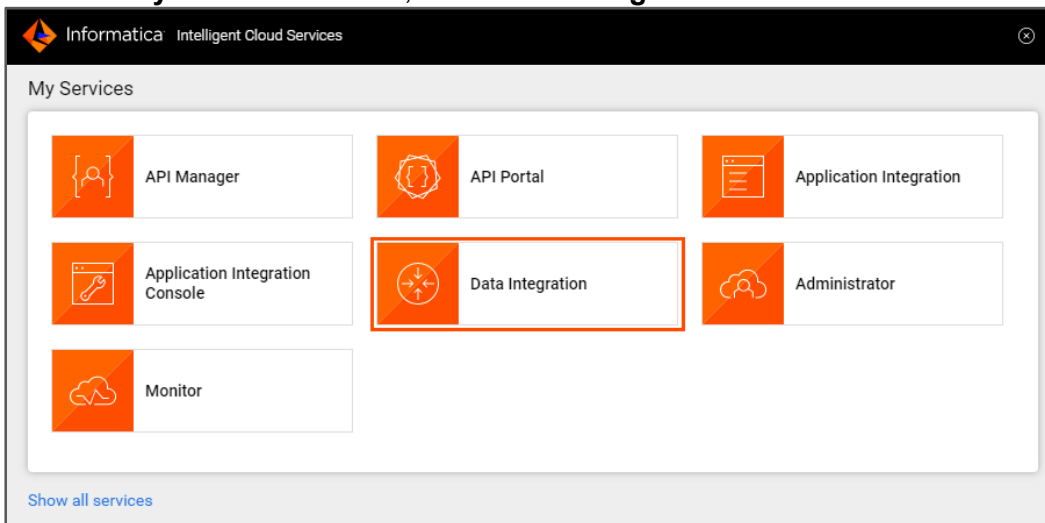 Informatica Intelligent Cloud Services
My Services
API Manager
API Portal
Application Integration
Application Integration
Console
Data Integration
Administrator
Monitor
Show all services